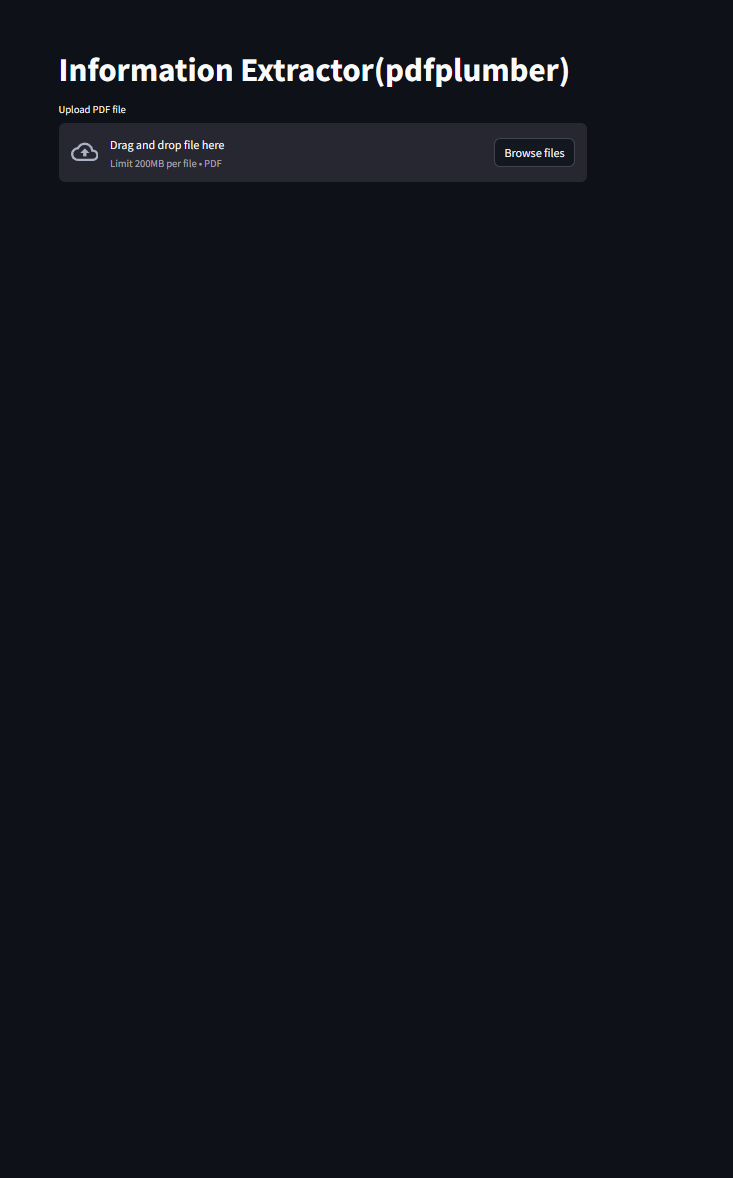 Information Extractor(pdfplumber)
Upload PDF file
Drag and drop file here
Limit 200MB per file • PDF
Browse files